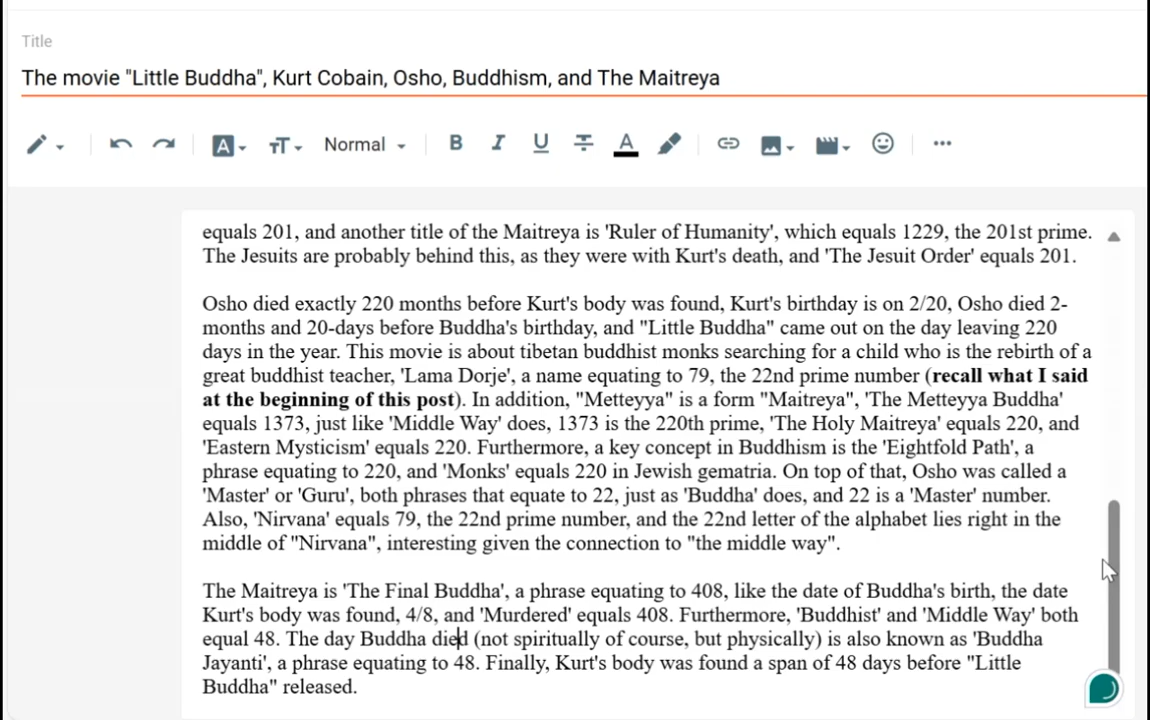 Title
The movie "Little Buddha", Kurt Cobain, Osho, Buddhism, and The Maitreya
Normal
equals 201, and another title of the Maitreya is 'Ruler of Humanity', which equals 1229, the 201st prime.
The Jesuits are probably behind this, as they were with Kurt's death, and 'The Jesuit Order' equals 201.
Osho died exactly 220 months before Kurt's body was found, Kurt's birthday is on 2/20, Osho died 2-
months and 20-days before Buddha's birthday, and "Little Buddha" came out on the day leaving 220
days in the year. This movie is about tibetan buddhist monks searching for a child who is the rebirth of a
great buddhist teacher, 'Lama Dorje', a name equating to 79, the 22nd prime number (recall what I said
at the beginning of this post). In addition, "Metteyya" is a form "Maitreya", 'The Metteyya Buddha'
equals 1373, just like 'Middle Way' does, 1373 is the 220th prime, 'The Holy Maitreya' equals 220, and
'Eastern Mysticism' equals 220. Furthermore, a key concept in Buddhism is the 'Eightfold Path', a
phrase equating to 220, and 'Monks' equals 220 in Jewish gematria. On top of that, Osho was called a
'Master' or 'Guru', both phrases that equate to 22, just as 'Buddha' does, and 22 is a 'Master' number.
Also, 'Nirvana' equals 79, the 22nd prime number, and the 22nd letter of the alphabet lies right in the
middle of "Nirvana", interesting given the connection to "the middle way".
The Maitreya is 'The Final Buddha', a phrase equating to 408, like the date of Buddha's birth, the date
Kurt's body was found, 4/8, and 'Murdered' equals 408. Furthermore, 'Buddhist' and 'Middle Way' both
equal 48. The day Buddha died (not spiritually of course, but physically) is also known as 'Buddha
Jayanti', a phrase equating to 48. Finally, Kurt's body was found a span of 48 days before "Little
Buddha" released.